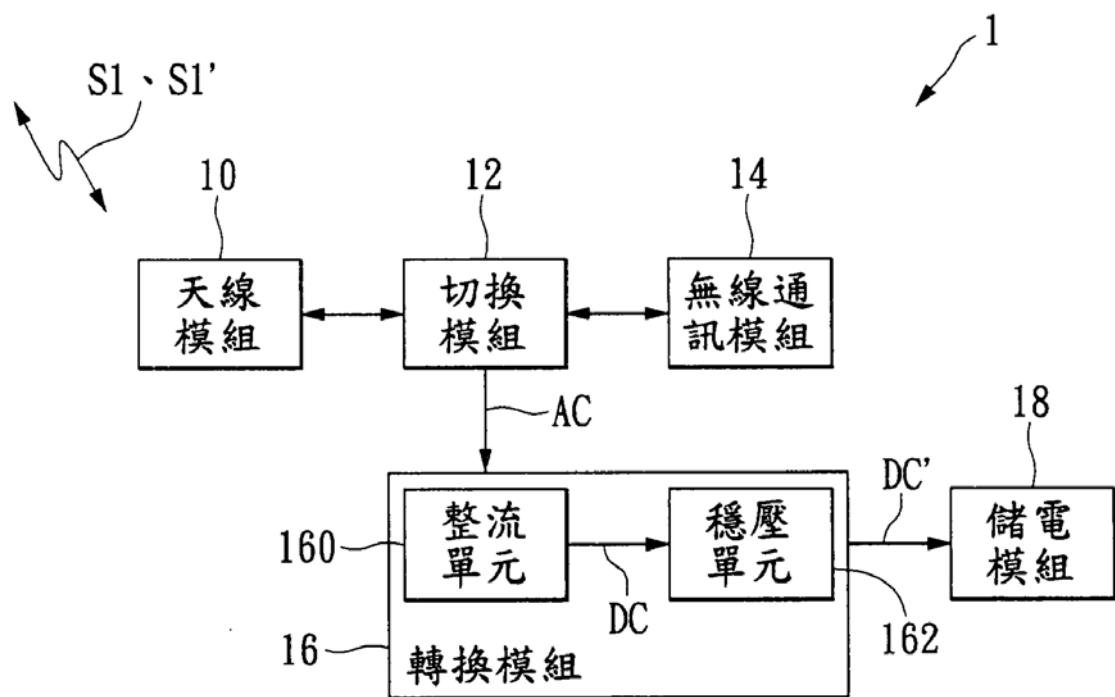 1
S1、S1'
10
12
14
天線
模組
切換
模組
無線通
訊模組
AC
18
DC'
160
整流
單元
穩壓
單元
儲電
模組
DC
16
轉換模組
162